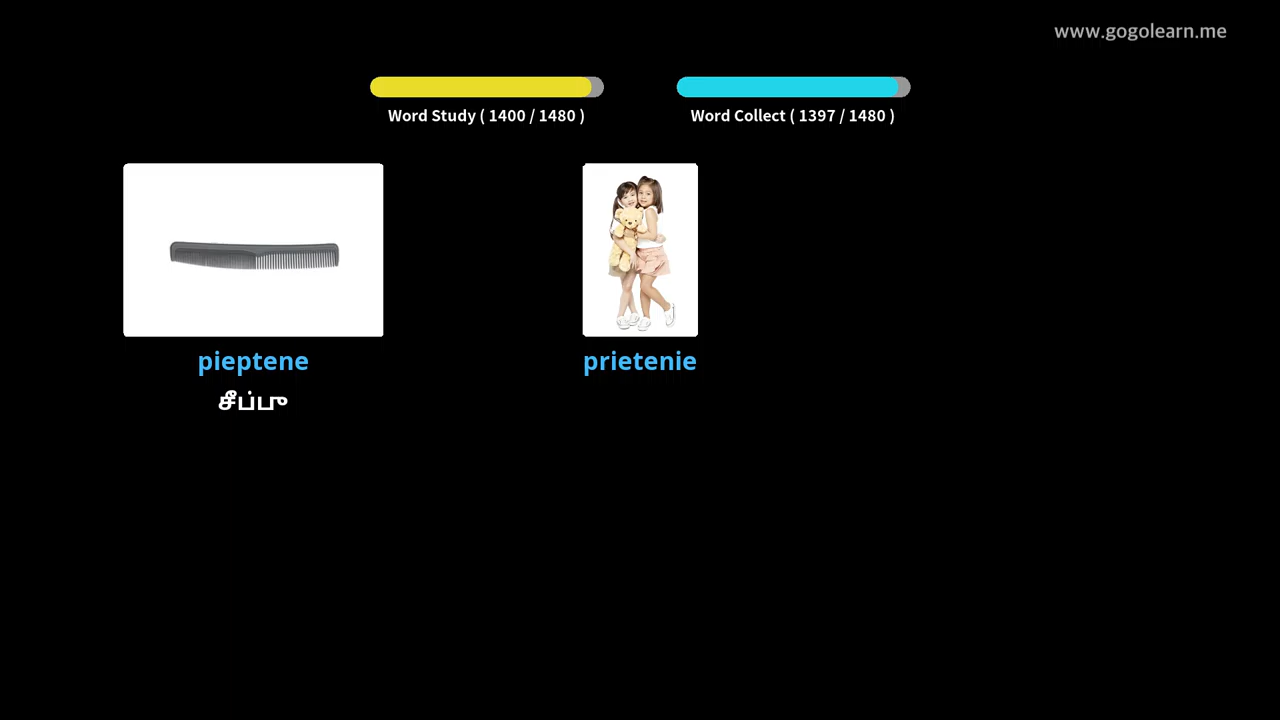 www.gogolearn.me
Word Study ( 1400 / 1480 )
Word Collect ( 1397 / 1480 )
pieptene
prietenie
சீப்பு